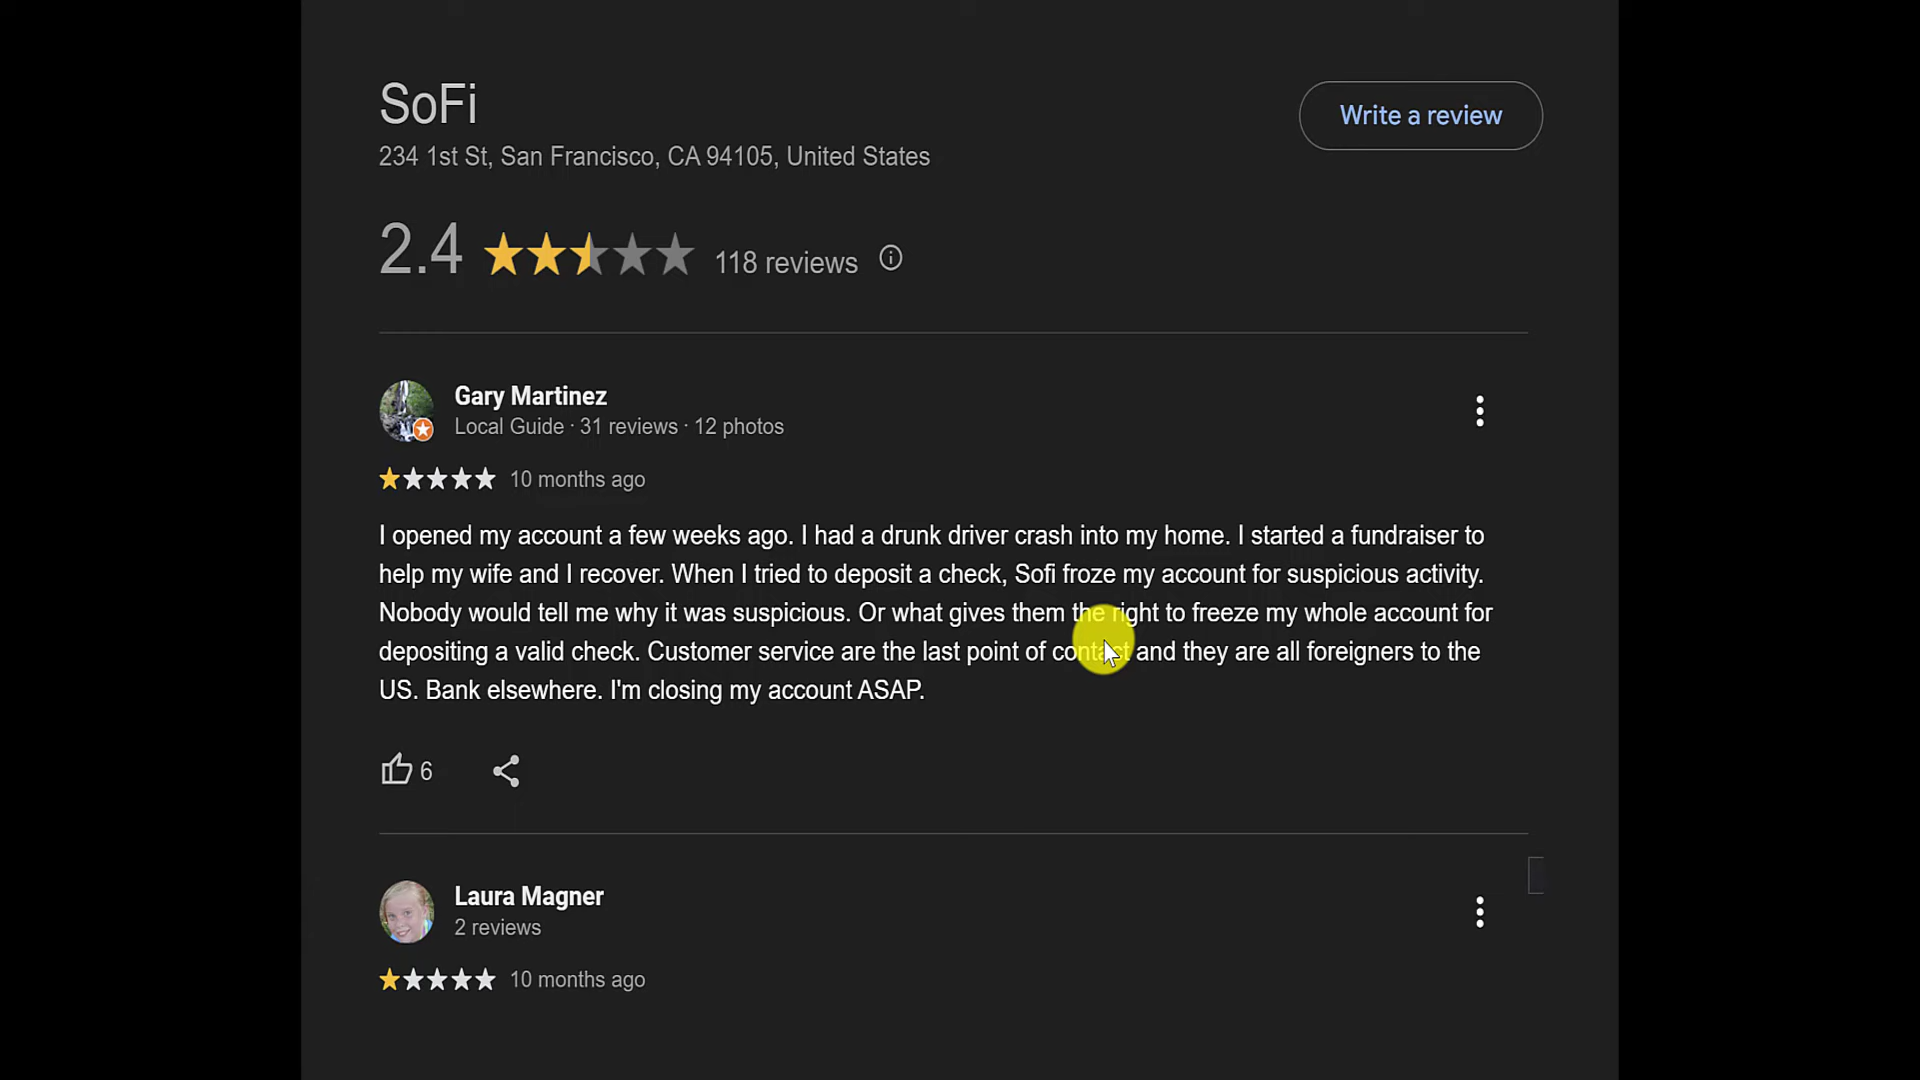 SoFi
Write a review
234 1st St, San Francisco, CA 94105, United States
2.4 118 reviews
Gary Martinez
Local Guide · 31 reviews · 12 photos
10 months ago
I opened my account a few weeks ago. I had a drunk driver crash into my home. I started a fundraiser to
help my wife and I recover. When I tried to deposit a check, Sofi froze my account for suspicious activity.
Nobody would tell me why it was suspicious. Or what gives them the right to freeze my whole account for
depositing a valid check. Customer service are the last point of contact and they are all foreigners to the
US. Bank elsewhere. I'm closing my account ASAP.
6
Laura Magner
2 reviews
10 months ago